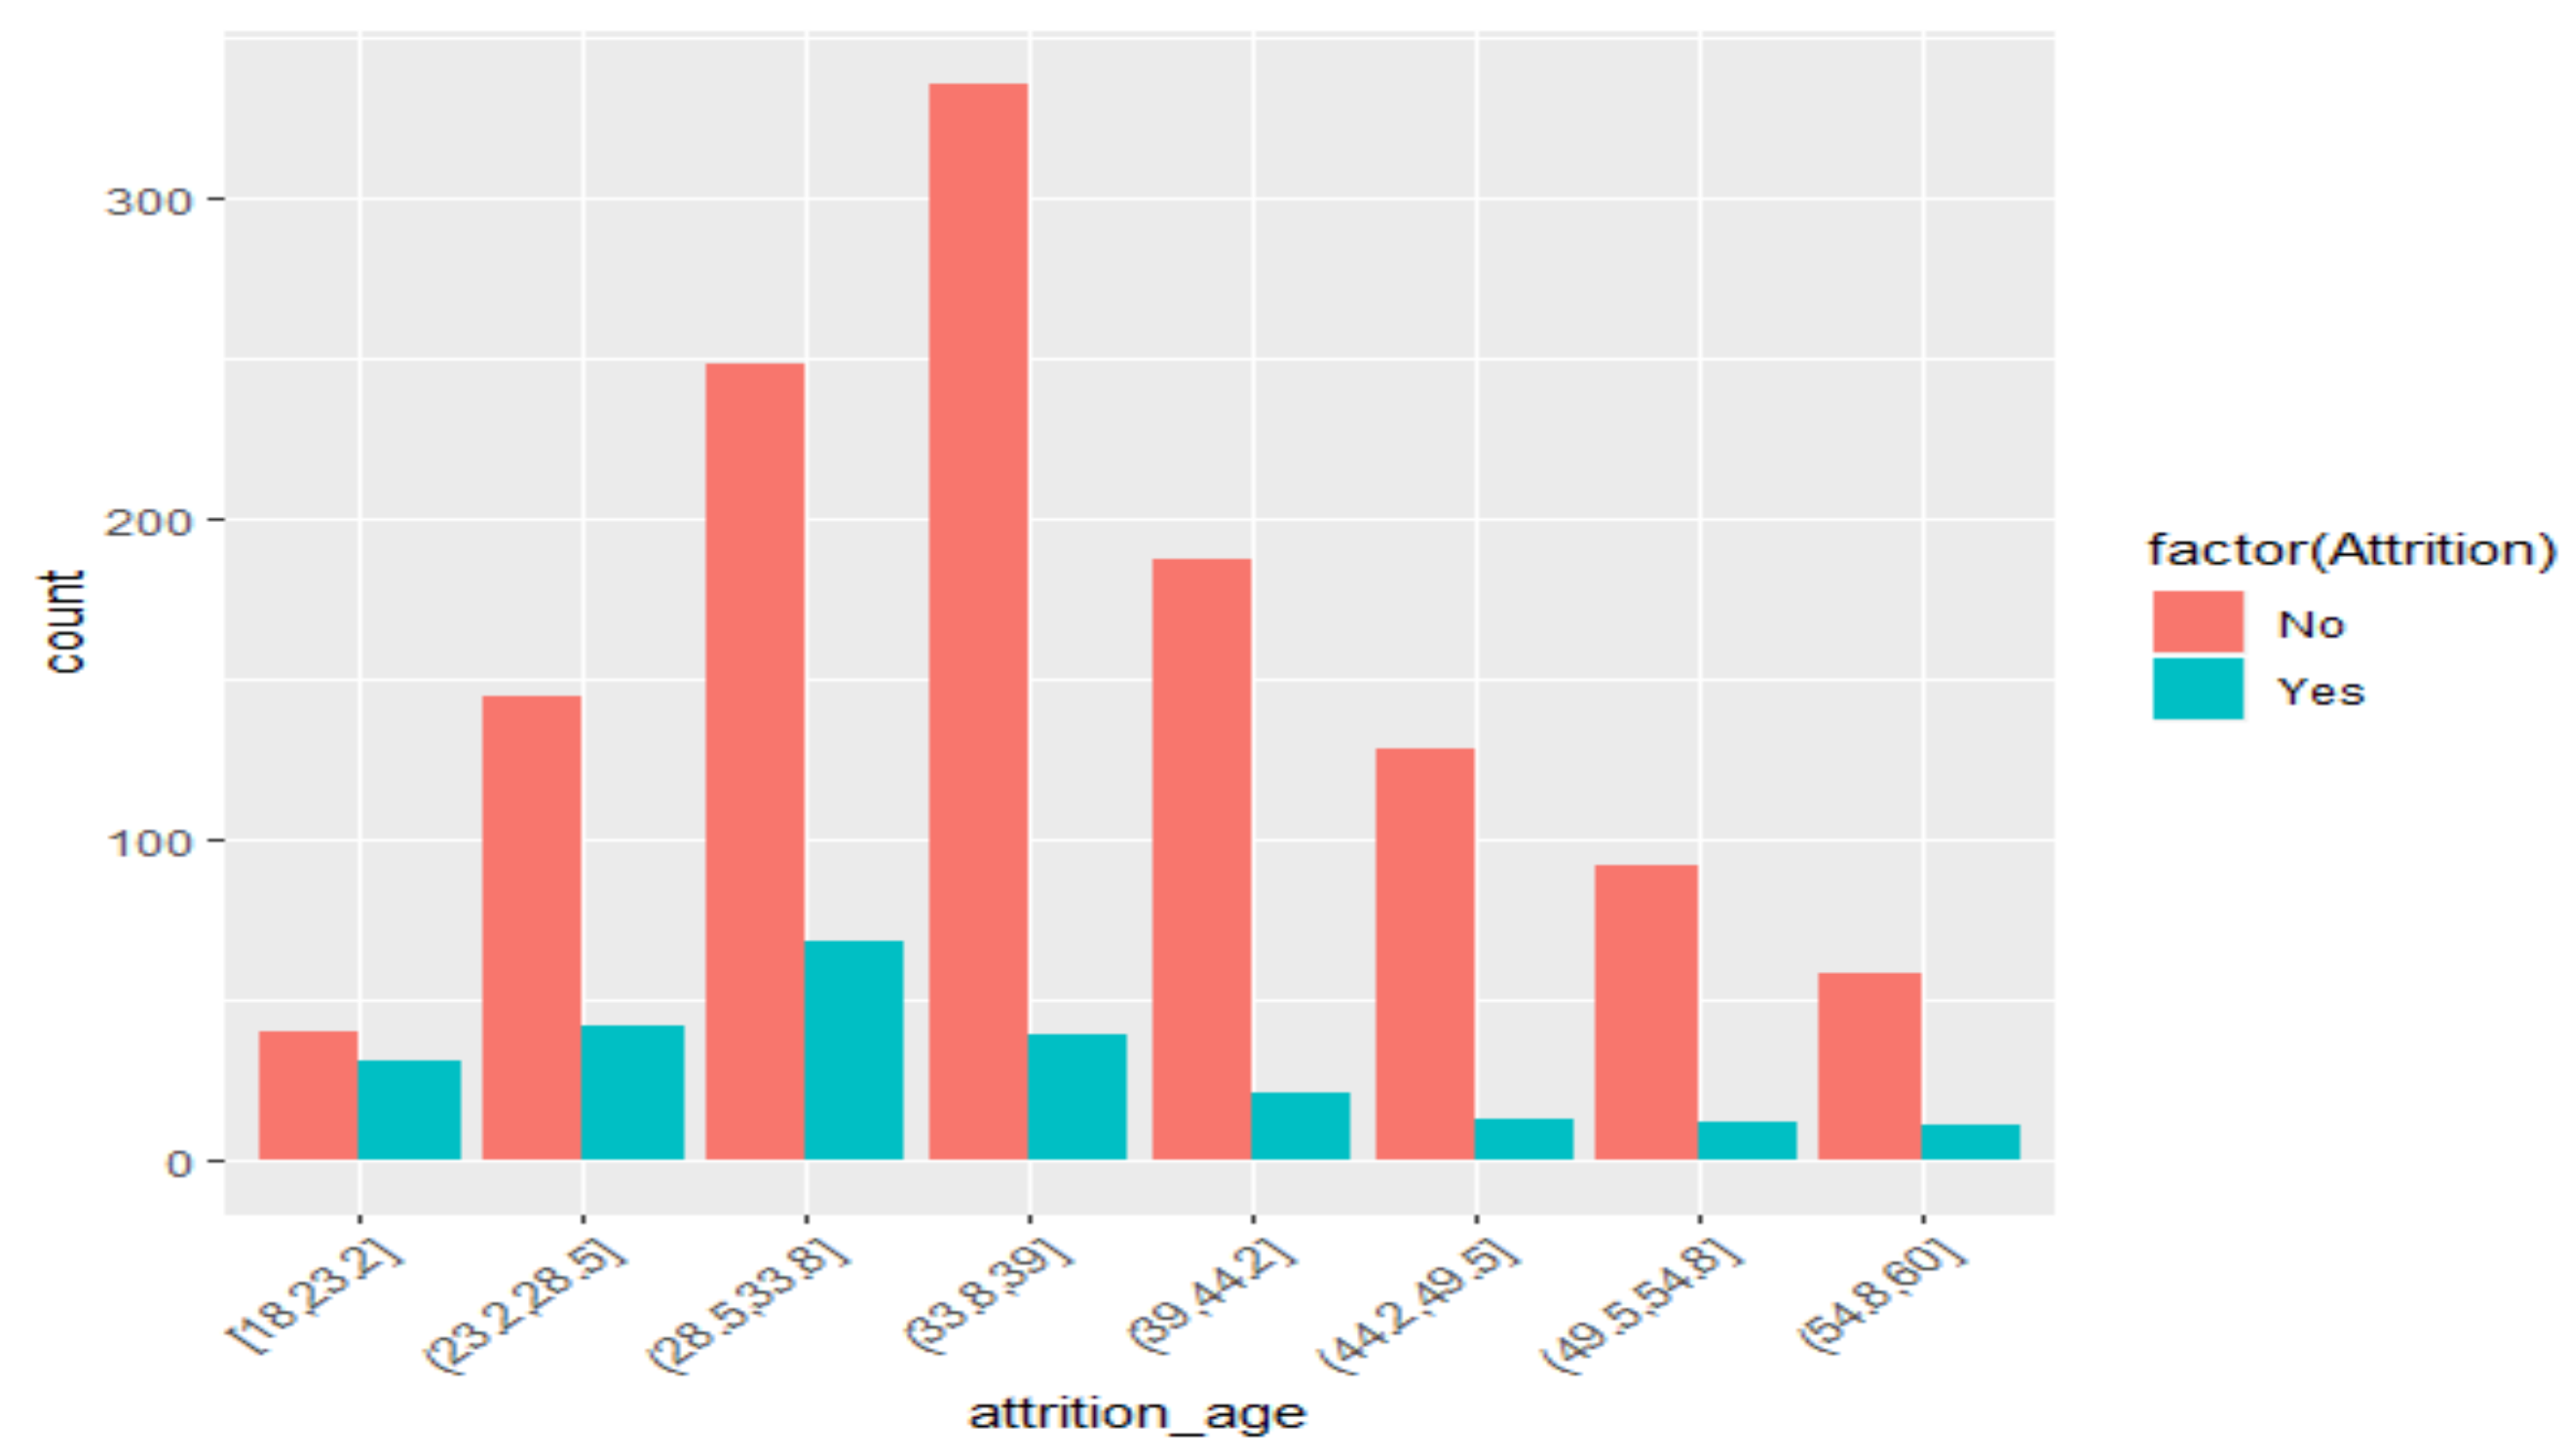 300
200
100
0
count
[18,23.2]
(23.2,28.5]
(28.5,33.8]
(33.8,39]
(39,44.2]
(44.2,49.5]
(49.5,54.8]
(54.8,60]
attrition_age
factor(Attrition)
No
Yes